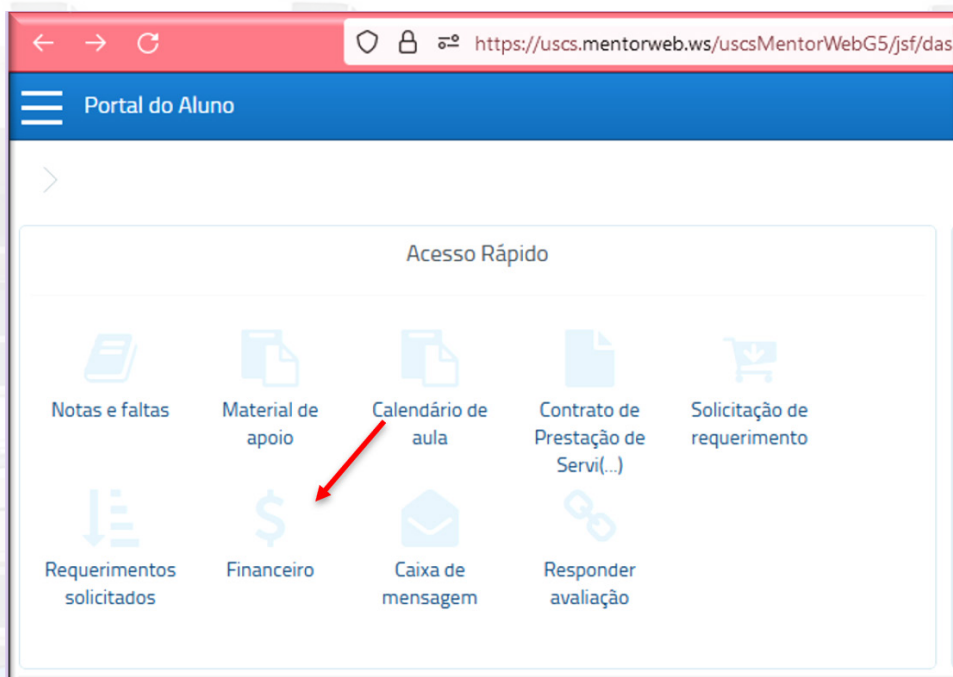 https://uscs.mentorweb.ws/uscsMentorWebG5/jsf/das
Portal do Aluno
Acesso Rápido
Notas e faltas
Material de
apoio
Calendário de
aula
Contrato de
Prestação de
Servi(...)
Solicitação de
requerimento
Requerimentos
solicitados
Financeiro
Caixa de
mensagem
Responder
avaliação